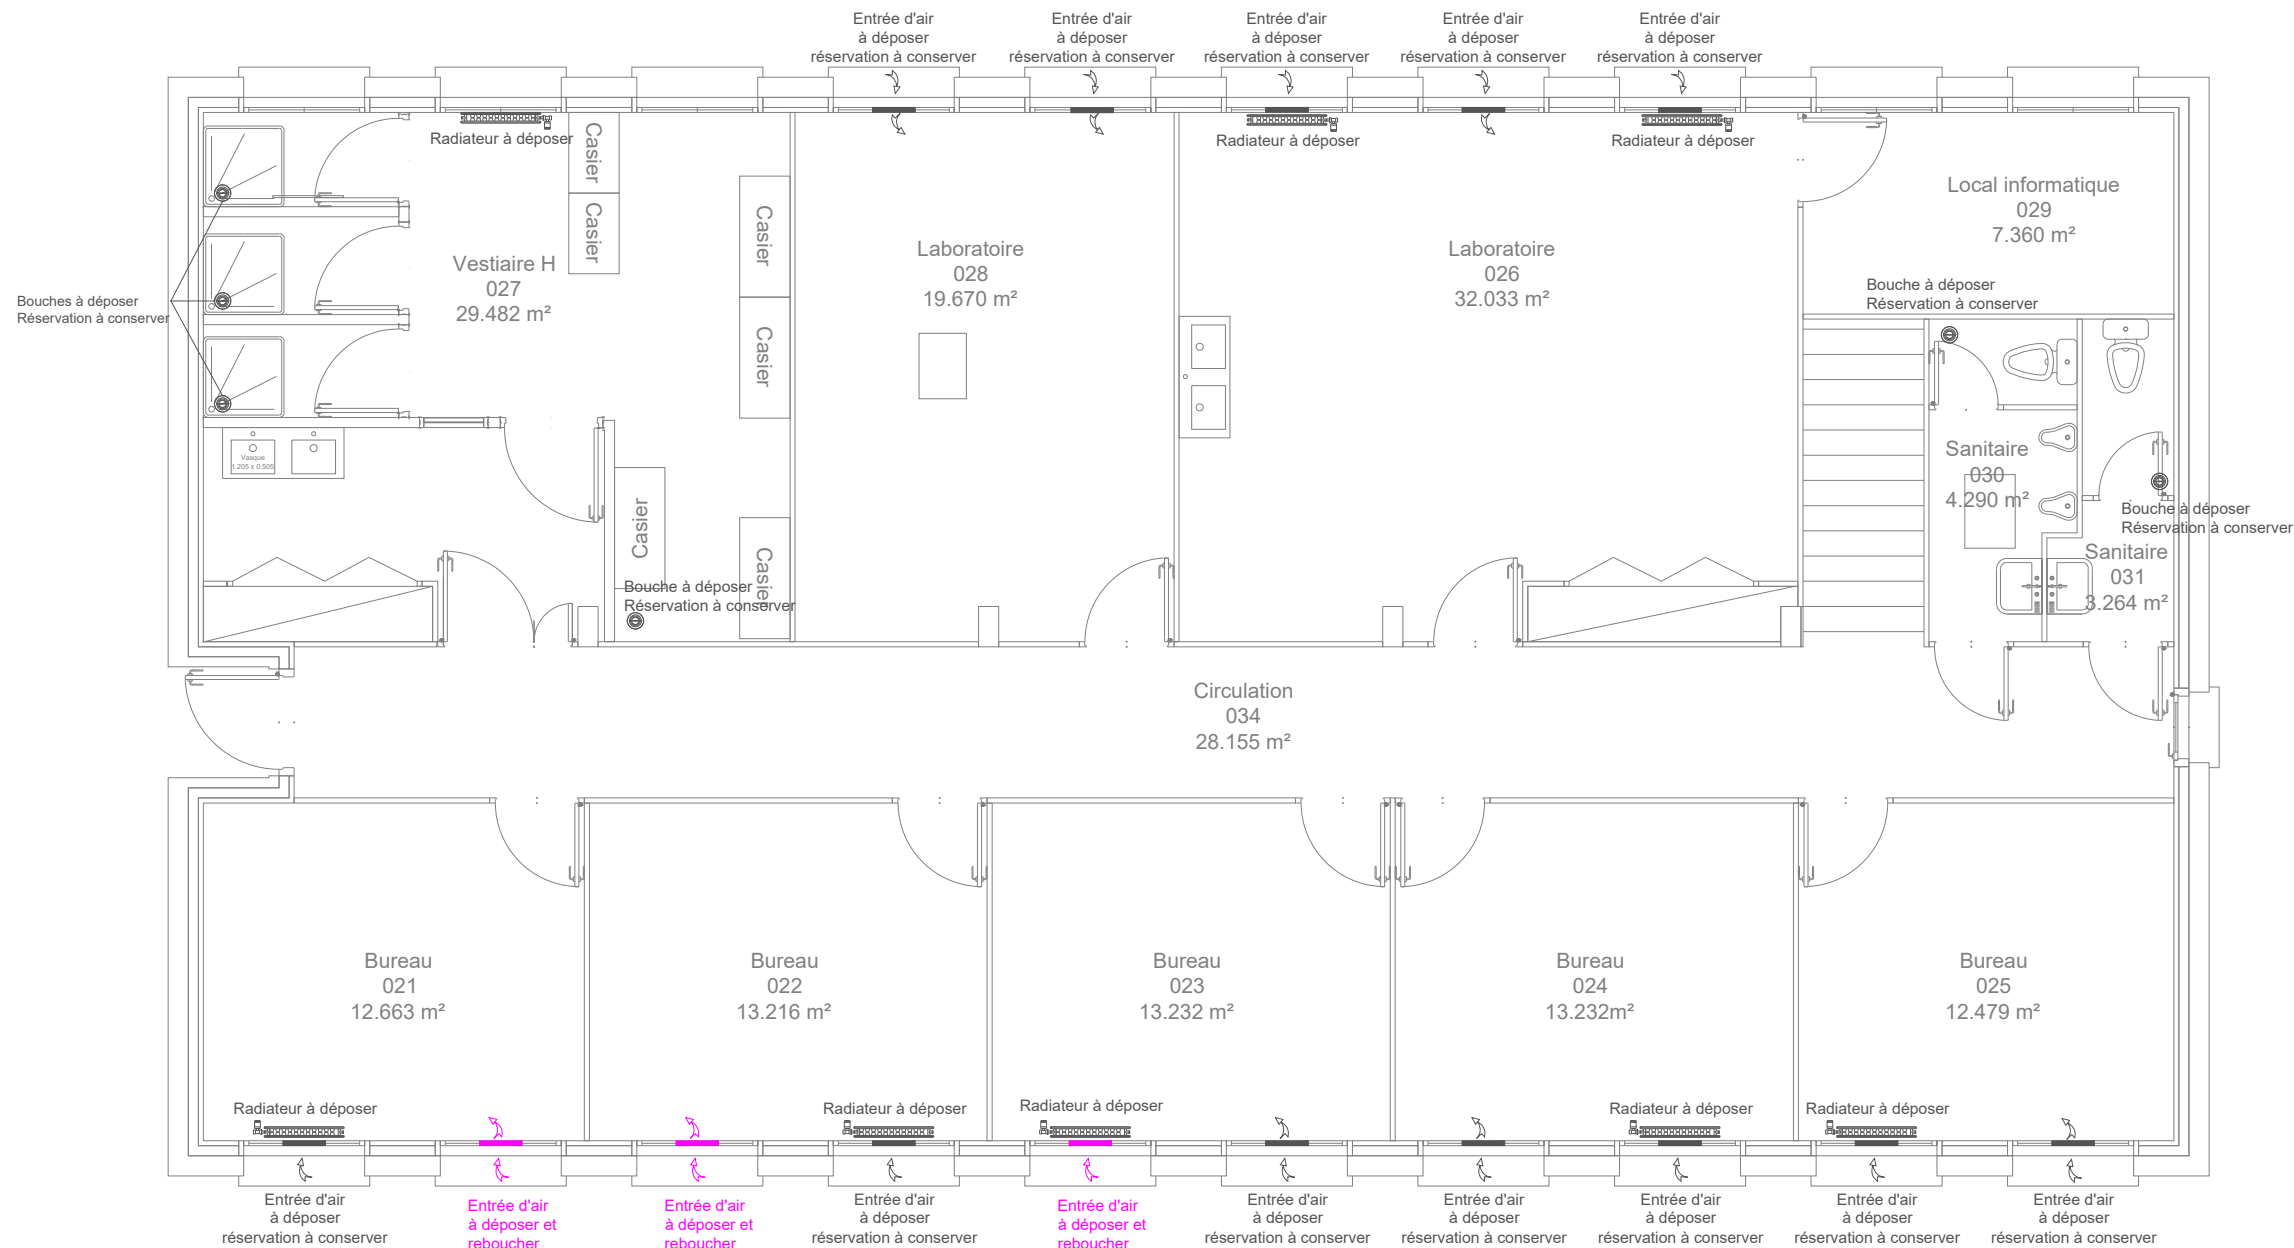 Entrée d'air
à déposer
réservation à conserver
Entrée d'air
à déposer
réservation à conserver
Entrée d'air
à déposer
réservation à conserver
Entrée d'air
à déposer
réservation à conserver
Entrée d'air
à déposer
réservation à conserver
Radiateur à déposer
Radiateur à déposer
Radiateur à déposer
Casier
Casier
Casier
Casier
Casier
Casier
Vestiaire H
027
29.482 m²
Laboratoire
028
19.670 m²
Laboratoire
026
32.033 m²
Local informatique
029
7.360 m²
Bouches à déposer
Réservation à conserver
Bouche à déposer
Réservation à conserver
Vasque
1.205 x 0.505
Sanitaire
030
4.290 m²
Bouche à déposer
Réservation à conserver
Sanitaire
031
3.264 m²
Bouche à déposer
Réservation à conserver
Circulation
034
28.155 m²
Bureau
021
12.663 m²
Bureau
022
13.216 m²
Bureau
023
13.232 m²
Bureau
024
13.232m²
Bureau
025
12.479 m²
Radiateur à déposer
Radiateur à déposer
Radiateur à déposer
Radiateur à déposer
Radiateur à déposer
Entrée d'air
à déposer
réservation à conserver
Entrée d'air
à déposer et
reboucher
Entrée d'air
à déposer et
reboucher
Entrée d'air
à déposer
réservation à conserver
Entrée d'air
à déposer et
reboucher
Entrée d'air
à déposer
réservation à conserver
Entrée d'air
à déposer
réservation à conserver
Entrée d'air
à déposer
réservation à conserver
Entrée d'air
à déposer
réservation à conserver
Entrée d'air
à déposer
réservation à conserver